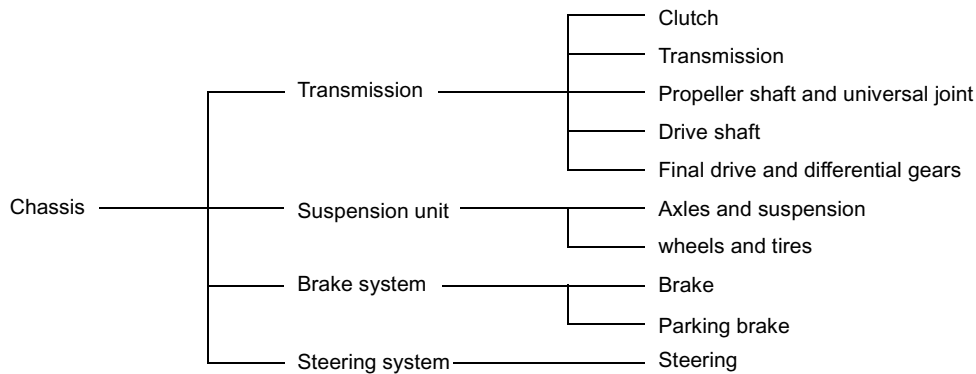 Clutch
Transmission
Transmission
Propeller shaft and universal joint
Drive shaft
Final drive and differential gears
Chassis
Suspension unit
Axles and suspension
wheels and tires
Brake system
Brake
Parking brake
Steering system
Steering